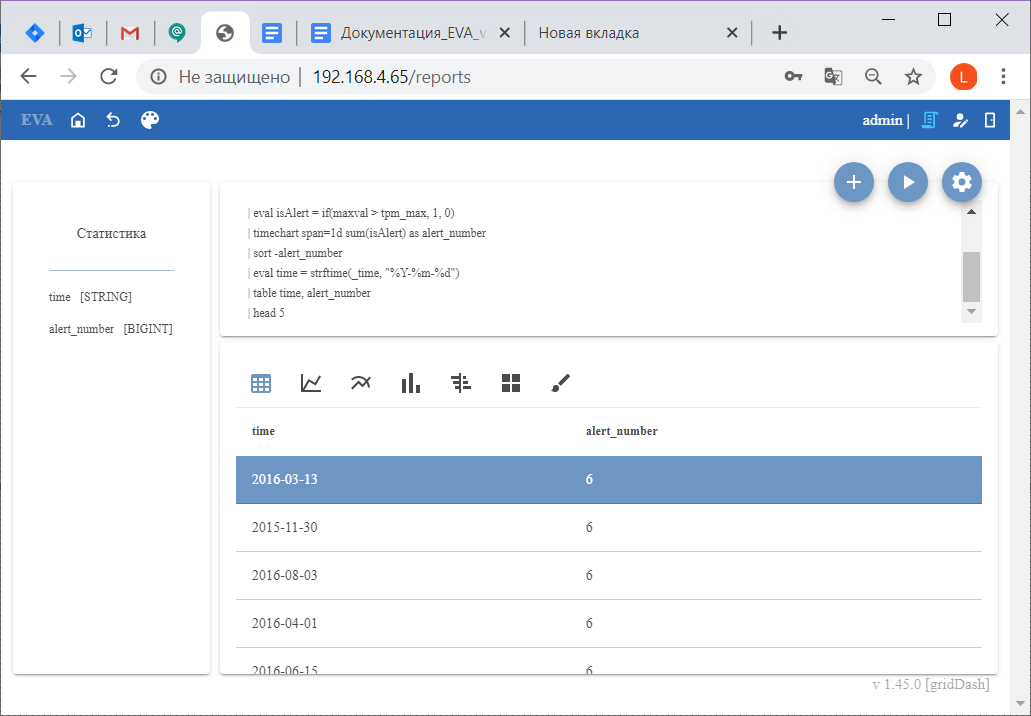 Документация_EVA_v
Новая вкладка
Не защищено
192.168.4.65/reports
L
EVA
admin |
Статистика
time [STRING]
alert_number [BIGINT]
| eval isAlert = if(maxval > tpm_max, 1, 0)
| timechart span=1d sum(isAlert) as alert_number
| sort -alert_number
| eval time = strftime(_time, "%Y-%m-%d")
| table time, alert_number
| head 5
time alert_number
2016-03-13 6
2015-11-30 6
2016-08-03 6
2016-04-01 6
2016-06-15 6
v 1.45.0 [gridDash]